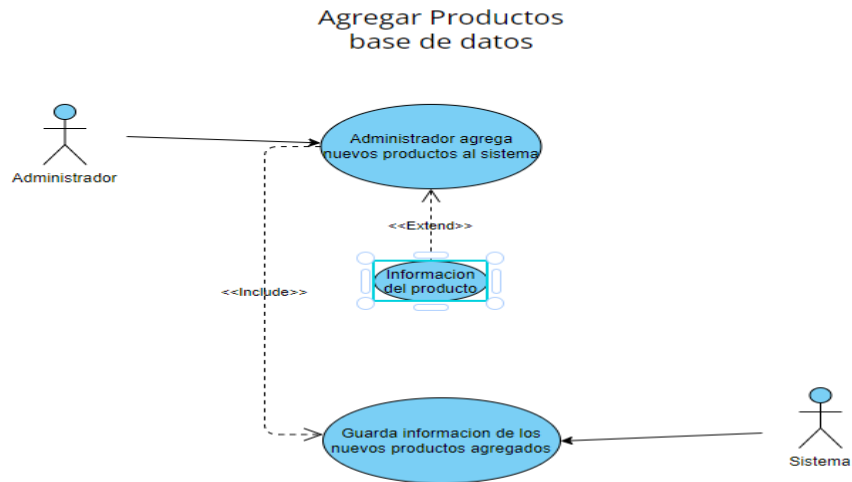 Agregar Productos
base de datos
Administrador agrega
nuevos productos al sistema
Administrador
<<Extend>>
Informacion
del producto
<<Include>>
Guarda informacion de los
nuevos productos agregados
Sistema